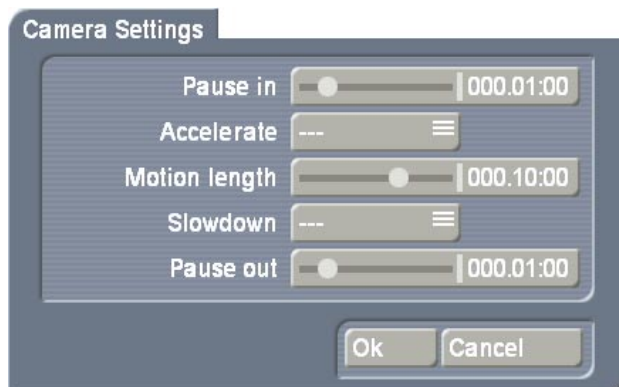 Camera Settings
Pause in 000.01:00
Accelerate ---
Motion length 000.10:00
Slowdown ---
Pause out 000.01:00
Ok Cancel